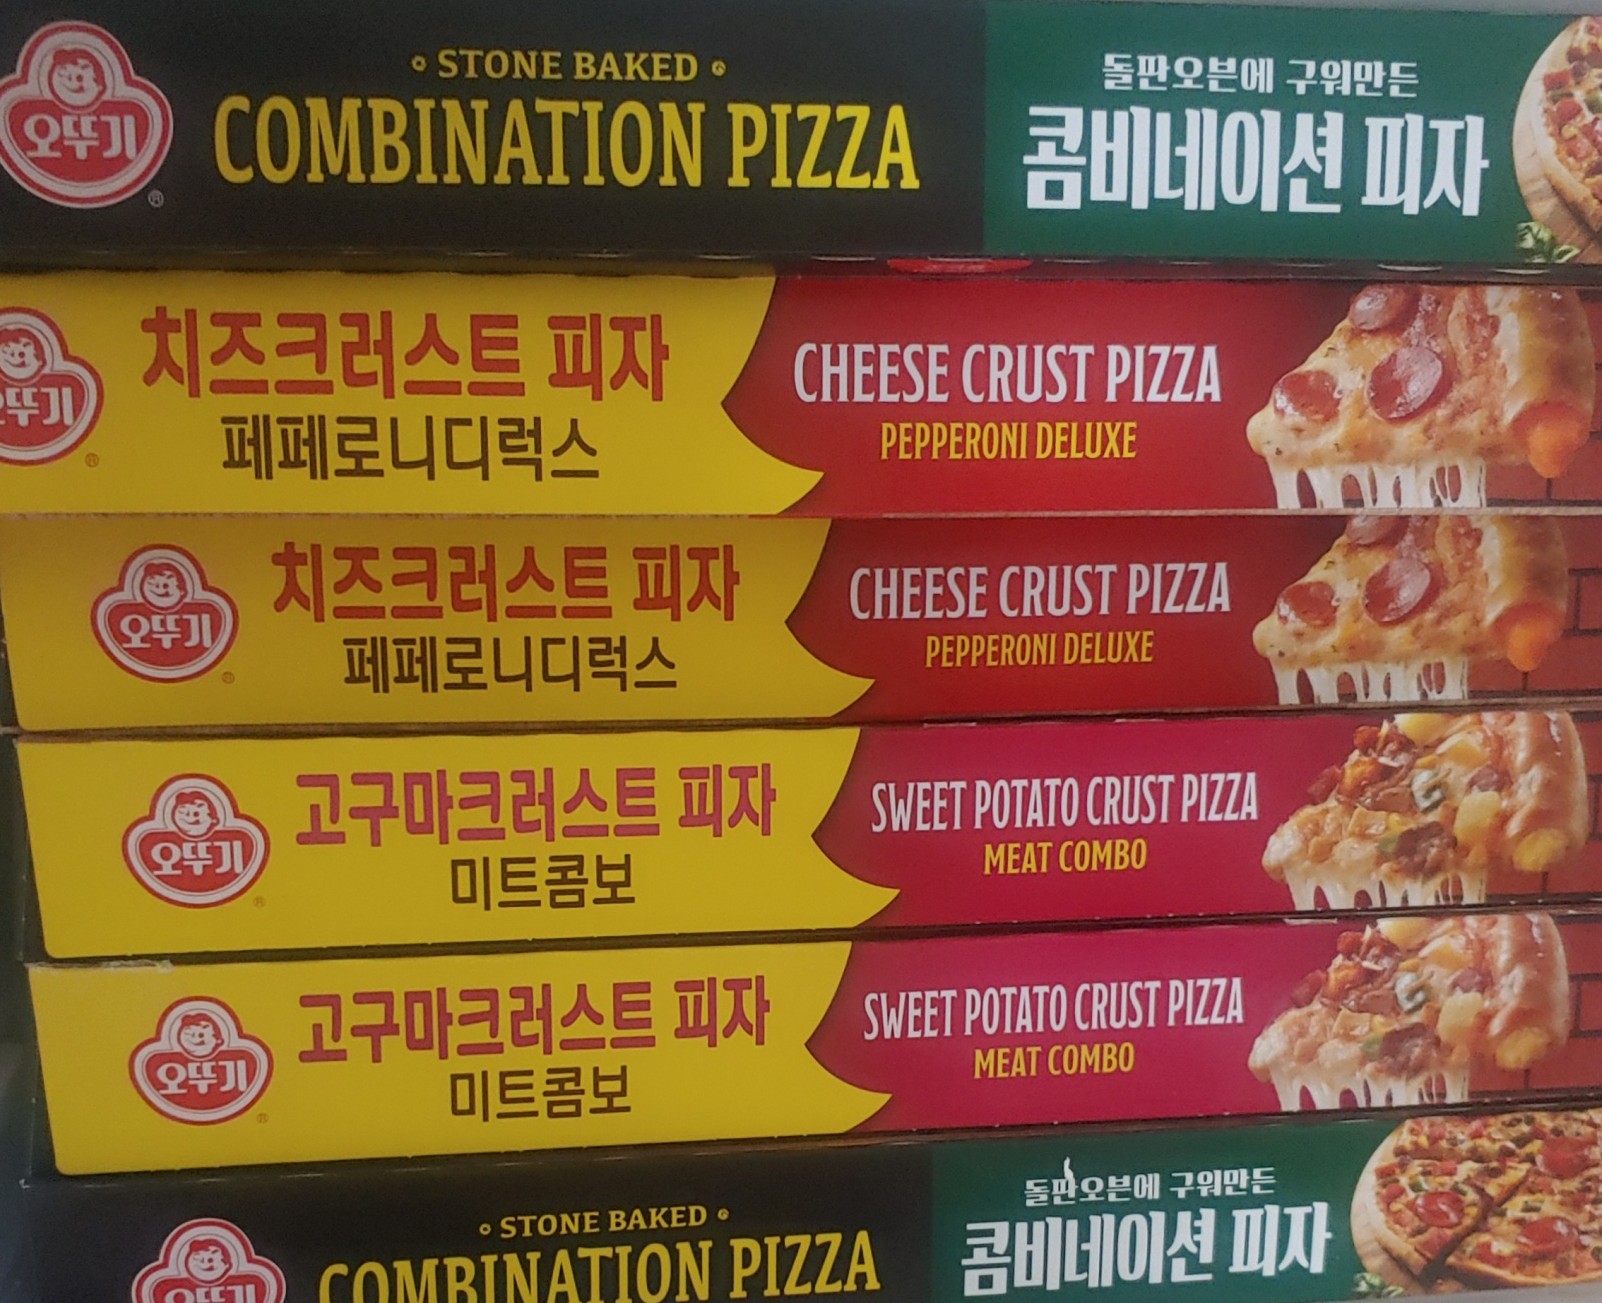 오뚜기
®
STONE BAKED
COMBINATION PIZZA
돌판오븐에 구워만든
콤비네이션 피자
오뚜기
®
치즈크러스트 피자
페페로니디럭스
CHEESE CRUST PIZZA
PEPPERONI DELUXE
오뚜기
®
치즈크러스트 피자
페페로니디럭스
CHEESE CRUST PIZZA
PEPPERONI DELUXE
오뚜기
®
고구마크러스트 피자
미트콤보
SWEET POTATO CRUST PIZZA
MEAT COMBO
오뚜기
®
고구마크러스트 피자
미트콤보
SWEET POTATO CRUST PIZZA
MEAT COMBO
오뚜기
STONE BAKED
COMBINATION PIZZA
돌판오븐에 구워만든
콤비네이션 피자